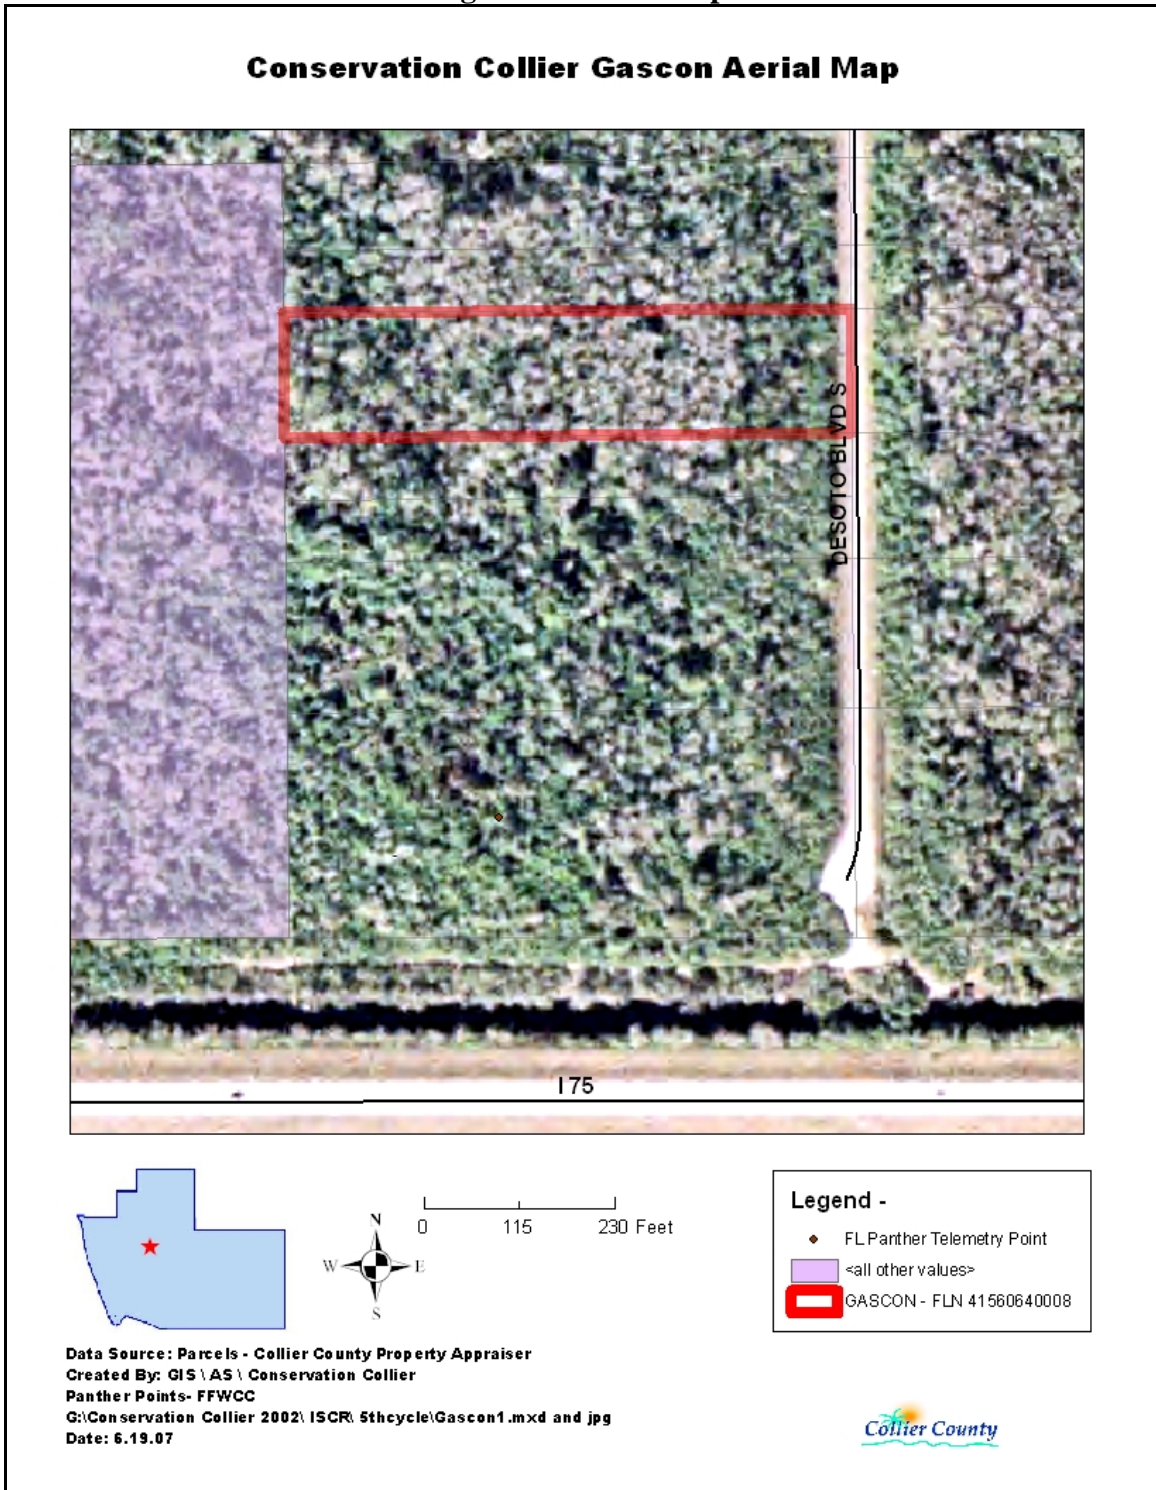 Conservation Collier Gascon Aerial Map
DESOTO BLVD S
I 75
N
W E
S
0 115 230 Feet
Legend -
FL Panther Telemetry Point
<all other values>
GASCON - FLN 41560640008
Data Source: Parcels - Collier County Property Appraiser
Created By: GIS \ AS \ Conservation Collier
Panther Points- FFWCC
G:\Conservation Collier 2002\ ISCR\ 5thcycle\Gascon1.mxd and jpg
Date: 6.19.07
Collier County